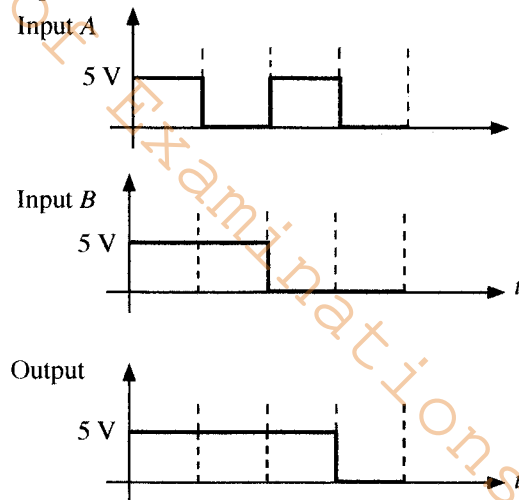 Input A
5 V
Input B
5 V
t
Output
5 V
t
of Examinations